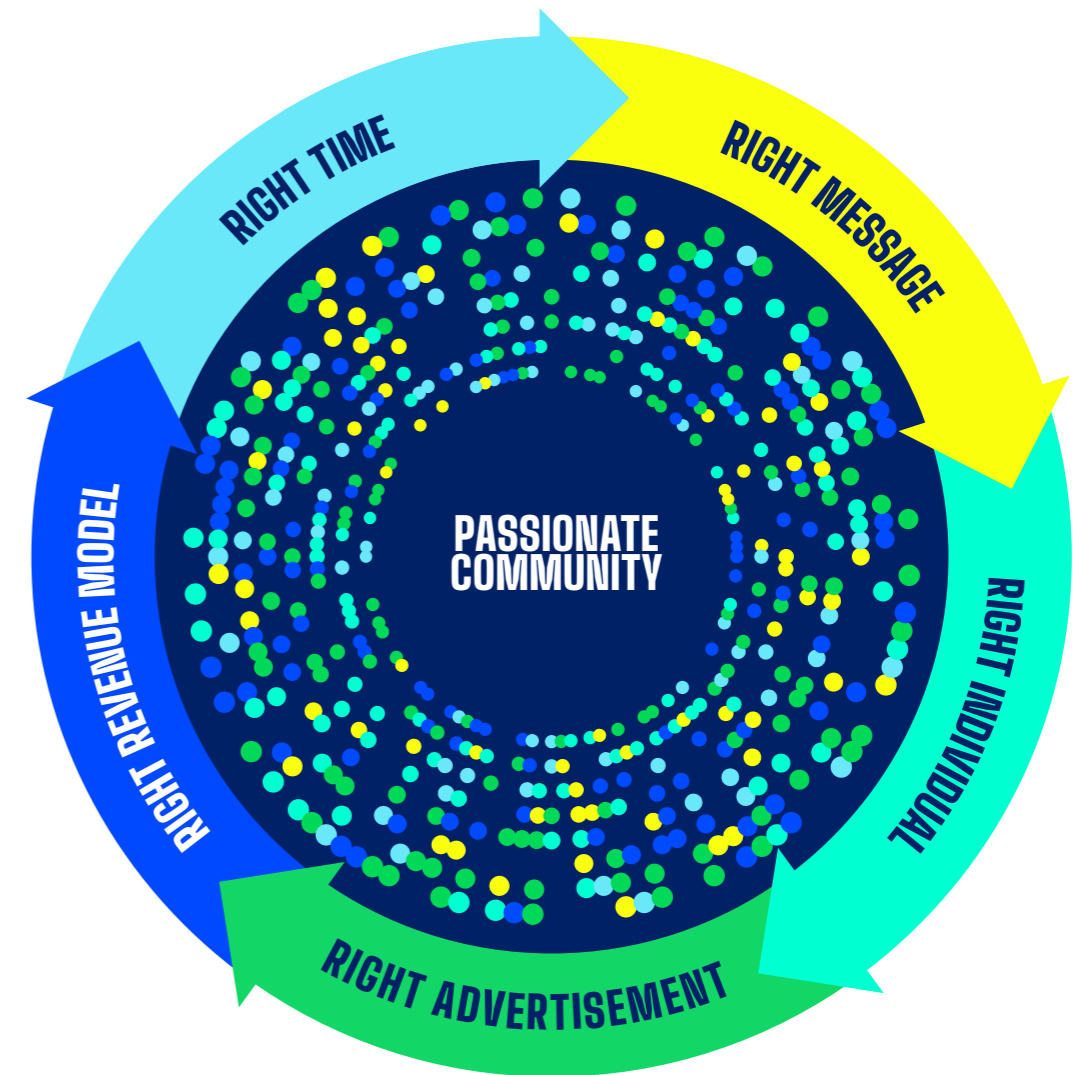 RIGHT TIME
RIGHT MESSAGE
RIGHT INDIVIDUAL
RIGHT ADVERTISEMENT
RIGHT REVENUE MODEL
PASSIONATE
COMMUNITY